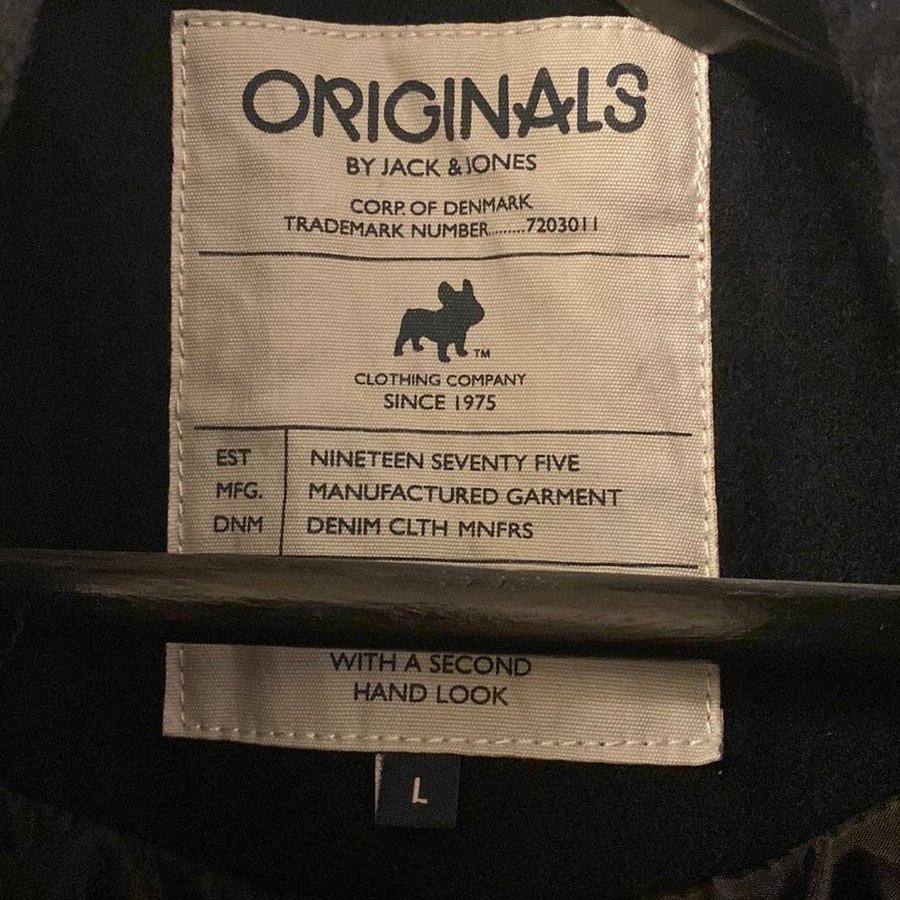 ORIGINALS
BY JACK & JONES
CORP. OF DENMARK
TRADEMARK NUMBER.........7203011
TM
CLOTHING COMPANY
SINCE 1975
EST NINETEEN SEVENTY FIVE
MFG. MANUFACTURED GARMENT
DNM DENIM CLTH MNFRS
WITH A SECOND
HAND LOOK
L